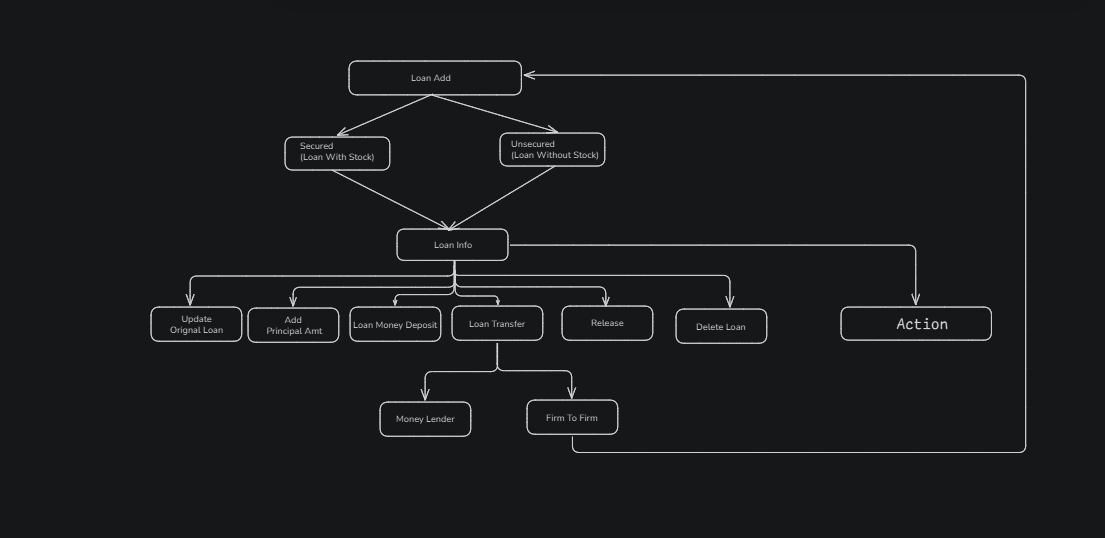 Loan Add
Secured
(Loan With Stock)
Unsecured
(Loan Without Stock)
Loan Info
Update
Orignal Loan
Add
Principal Amt
Loan Money Deposit
Loan Transfer
Release
Delete Loan
Action
Money Lender
Firm To Firm